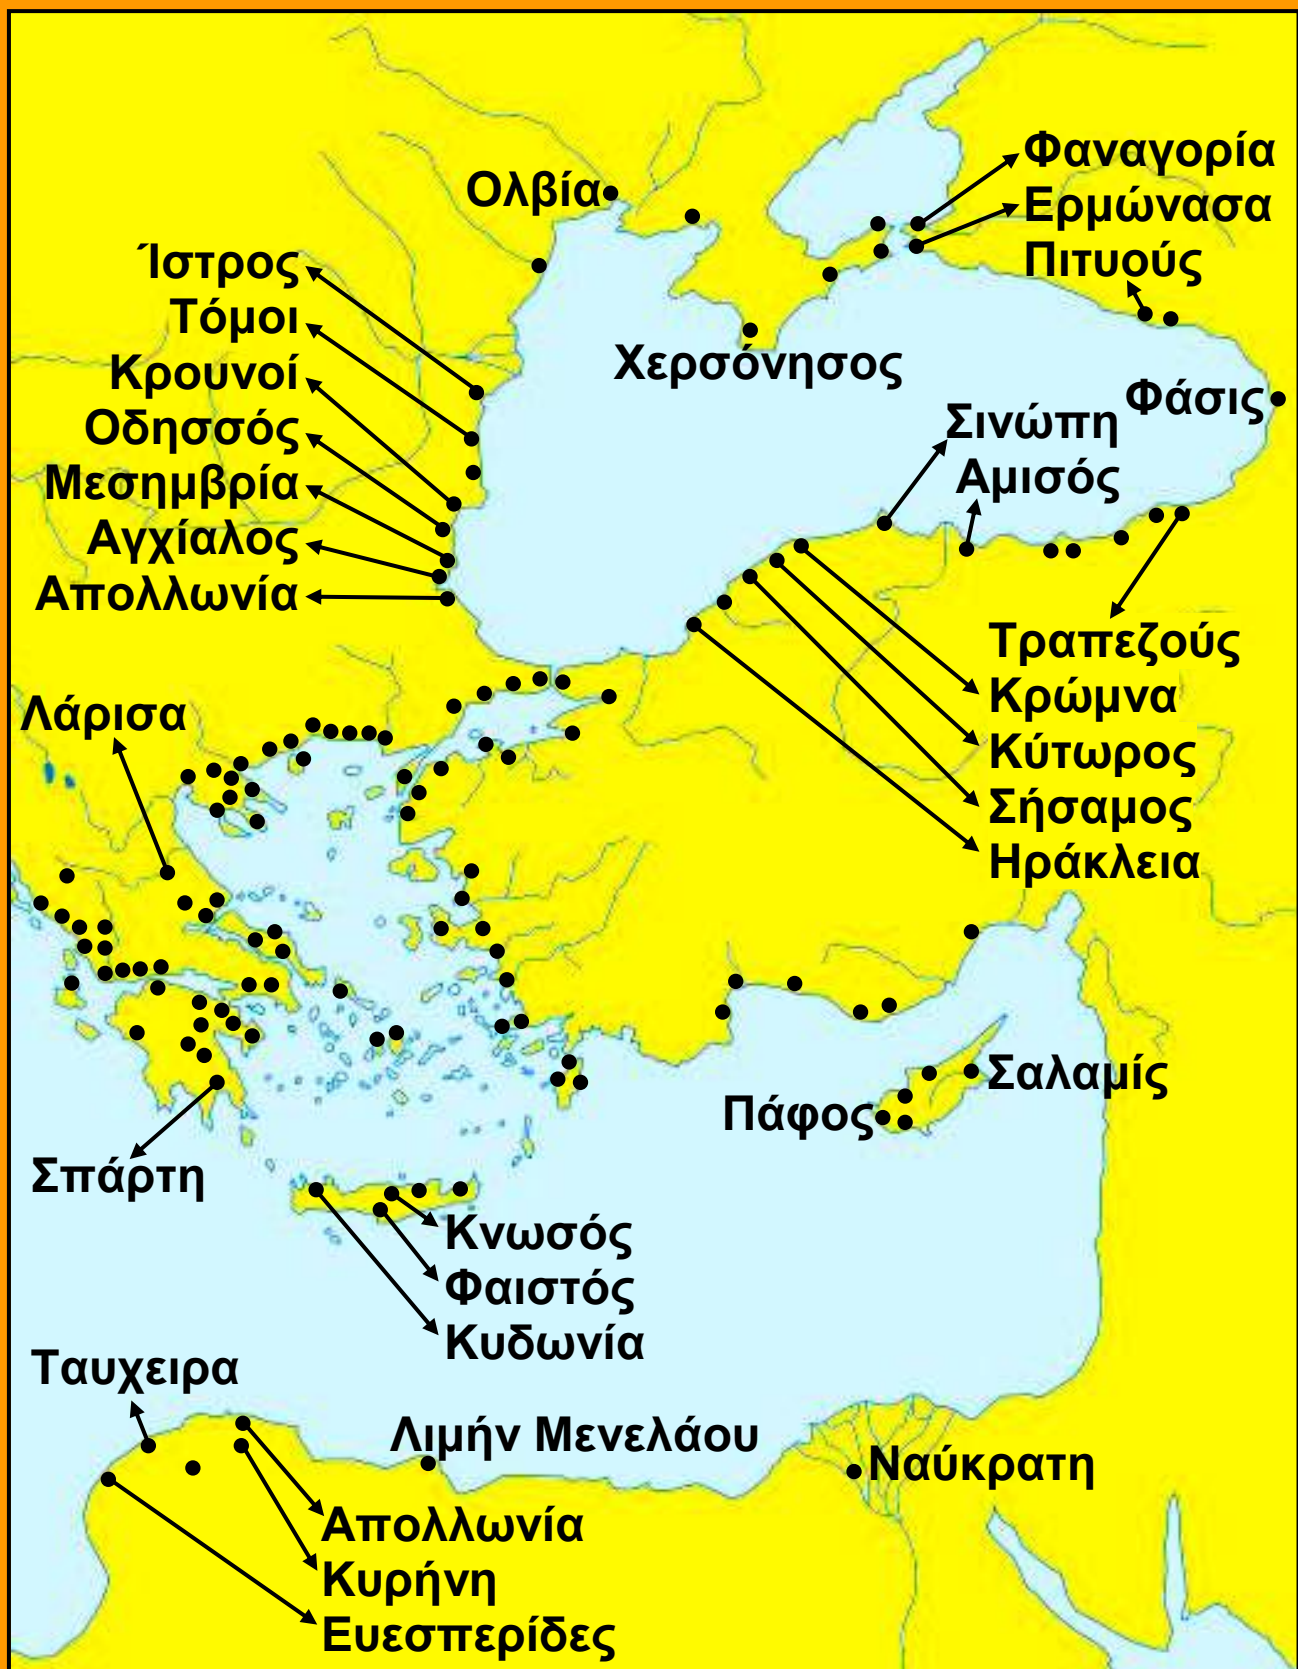 Φαναγορία
Ολβία
Ερμώνασα
Πιτυούς
Ίστρος
Τόμοι
Κρουνοί
Χερσόνησος
Φάσις
Οδησσός
Σινώπη
Μεσημβρία
Αμισός
Αγχίαλος
Απολλωνία
Τραπεζούς
Κρώμνα
Λάρισα
Κύτωρος
Σήσαμος
Ηράκλεια
Σαλαμίς
Πάφος
Σπάρτη
Κνωσός
Φαιστός
Κυδωνία
Ταυχειρα
Λιμήν Μενελάου
Ναύκρατη
Απολλωνία
Κυρήνη
Ευεσπερίδες